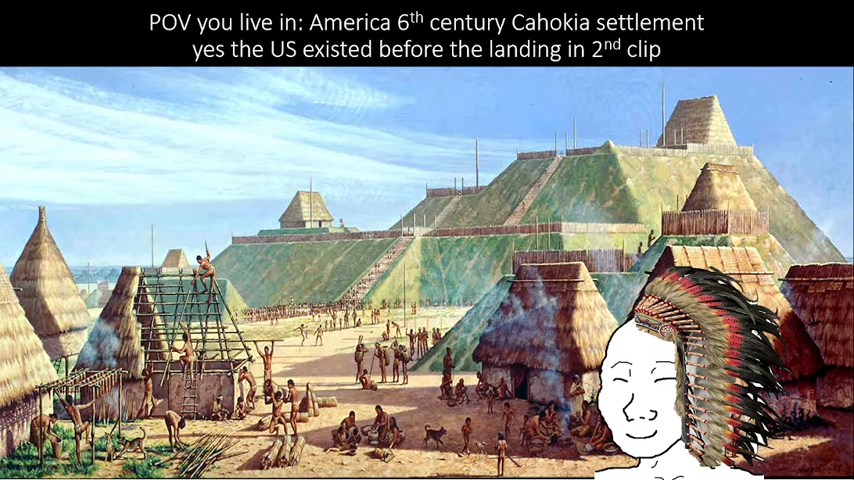 POV you live in: America 6th century Cahokia settlement
yes the US existed before the landing in 2nd clip